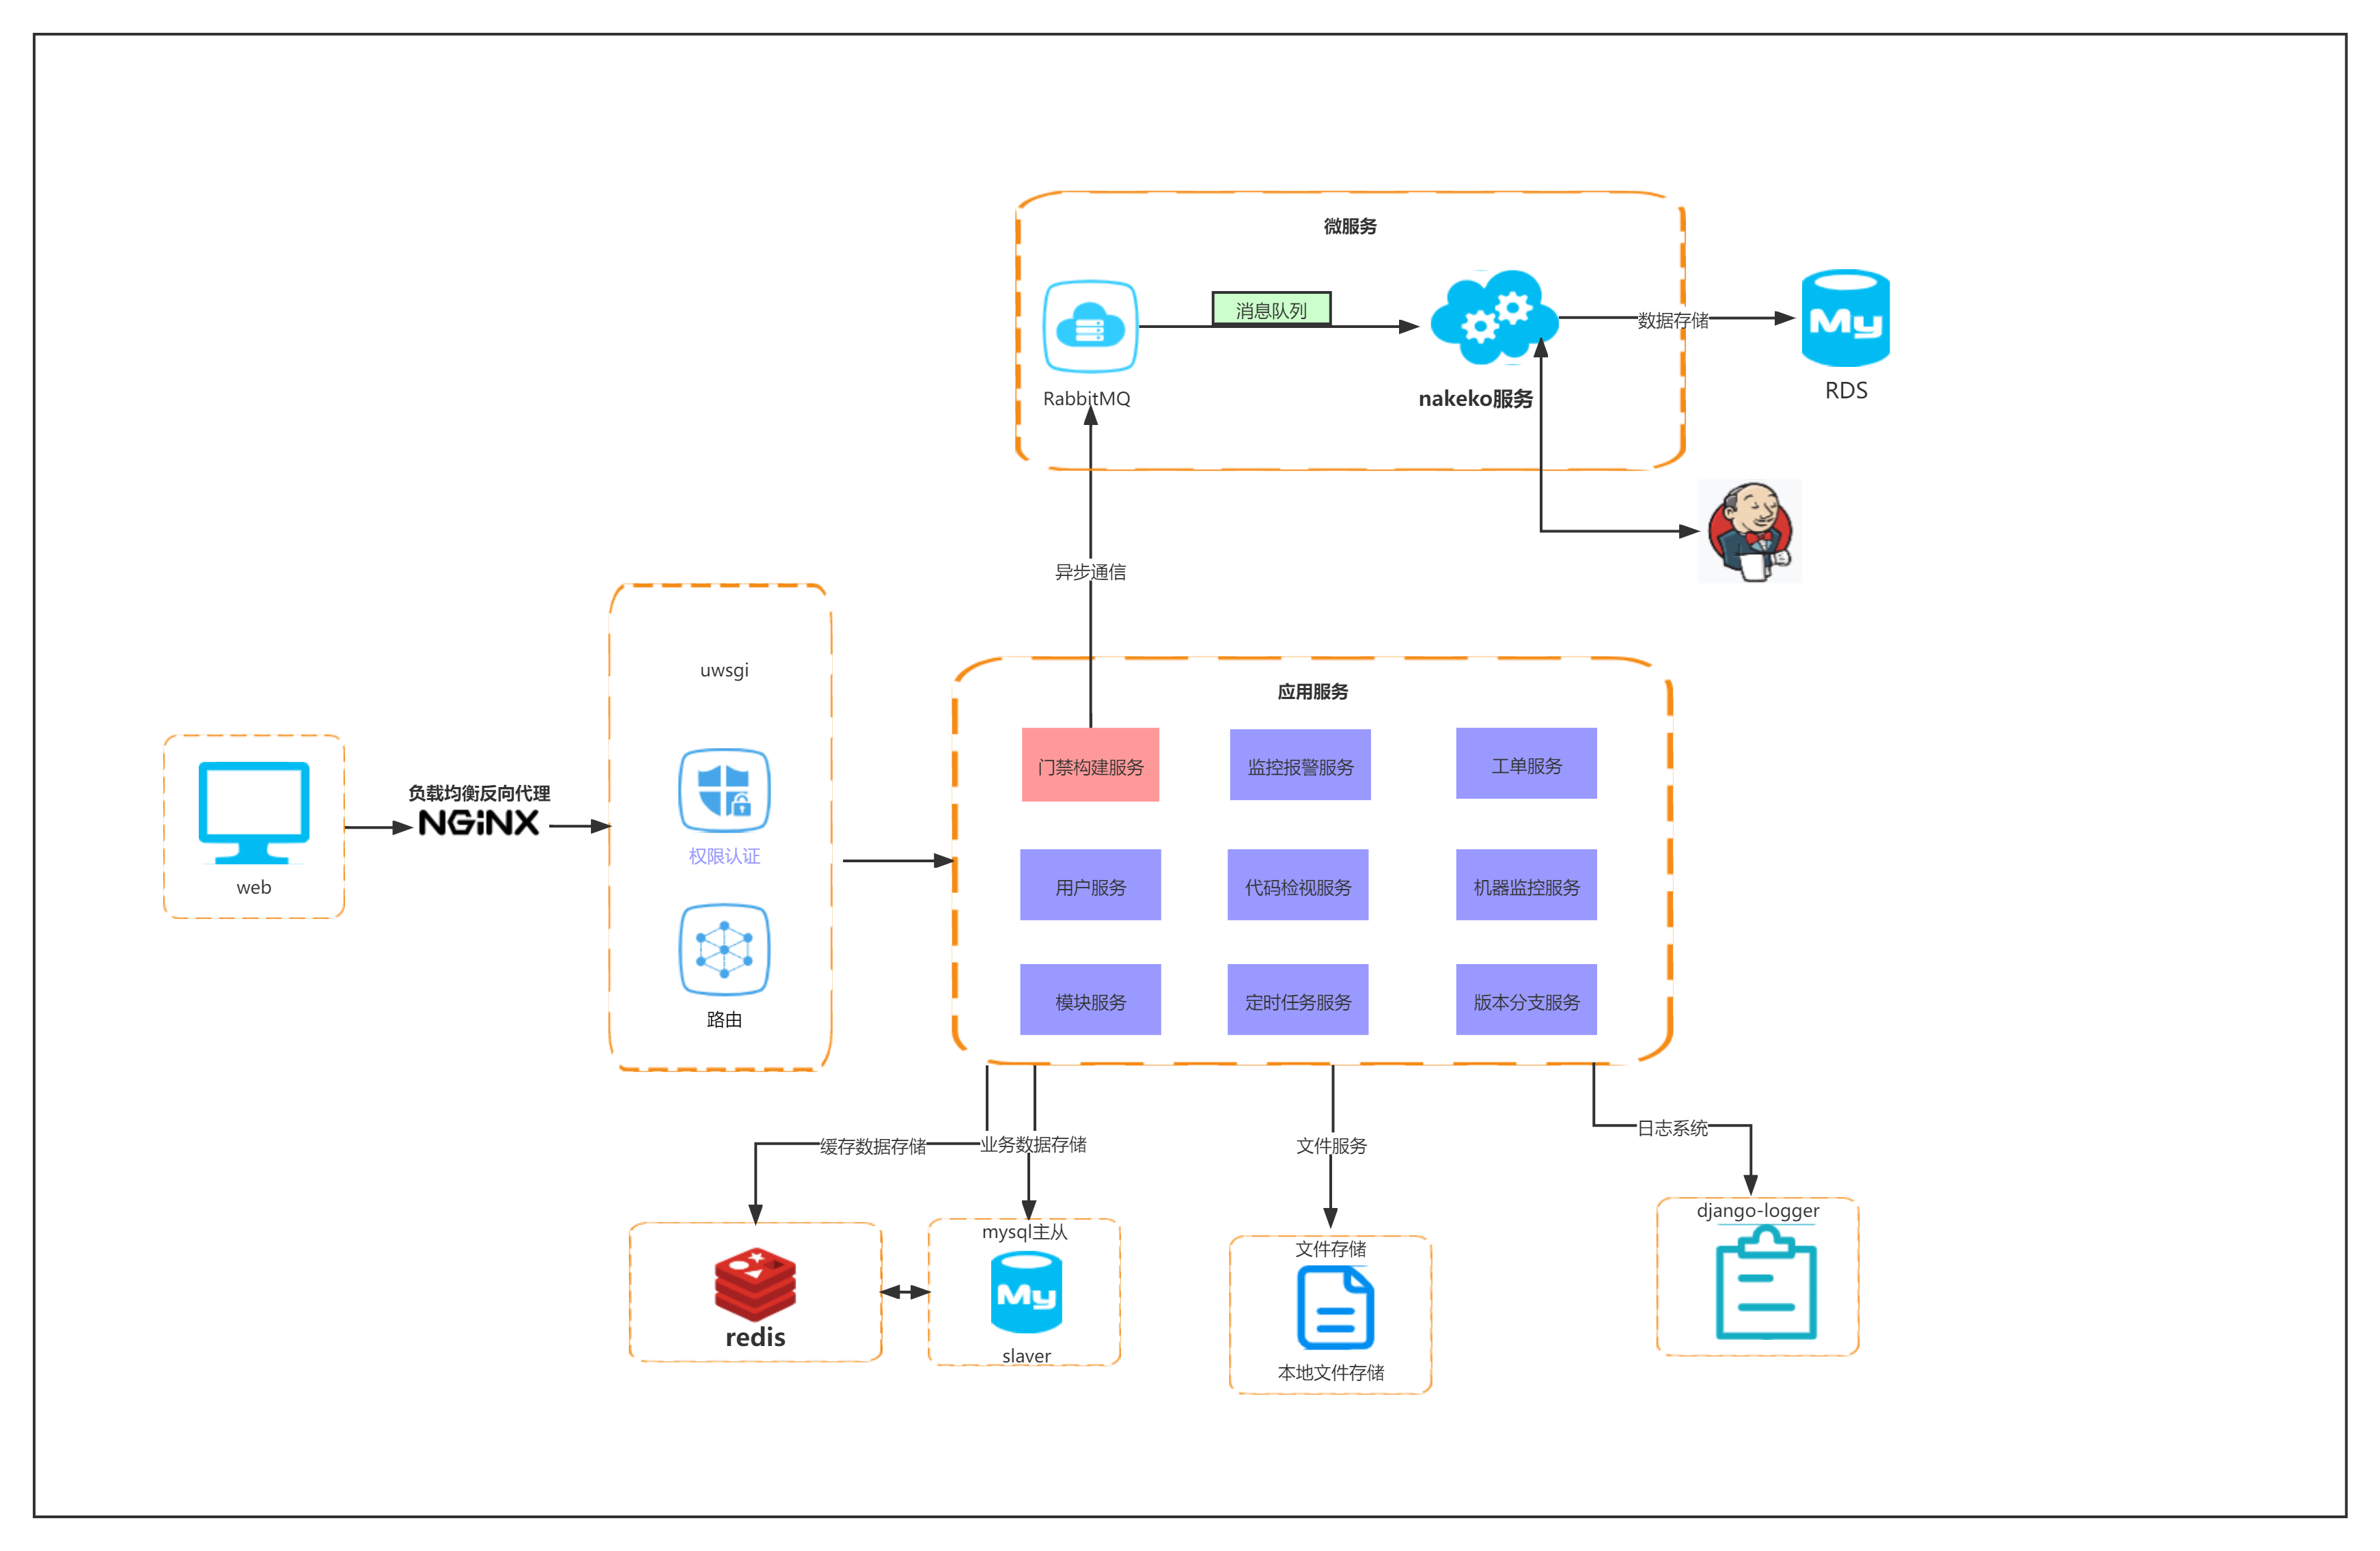 微服务
消息队列
RabbitMQ
nakeko服务
数据存储
My
RDS
异步通信
uwsgi
权限认证
路由
web
负载均衡反向代理
NGiNX
应用服务
门禁构建服务
监控报警服务
工单服务
用户服务
代码检视服务
机器监控服务
模块服务
定时任务服务
版本分支服务
缓存数据存储
业务数据存储
文件服务
日志系统
redis
mysql主从
My
slaver
文件存储
本地文件存储
django-logger